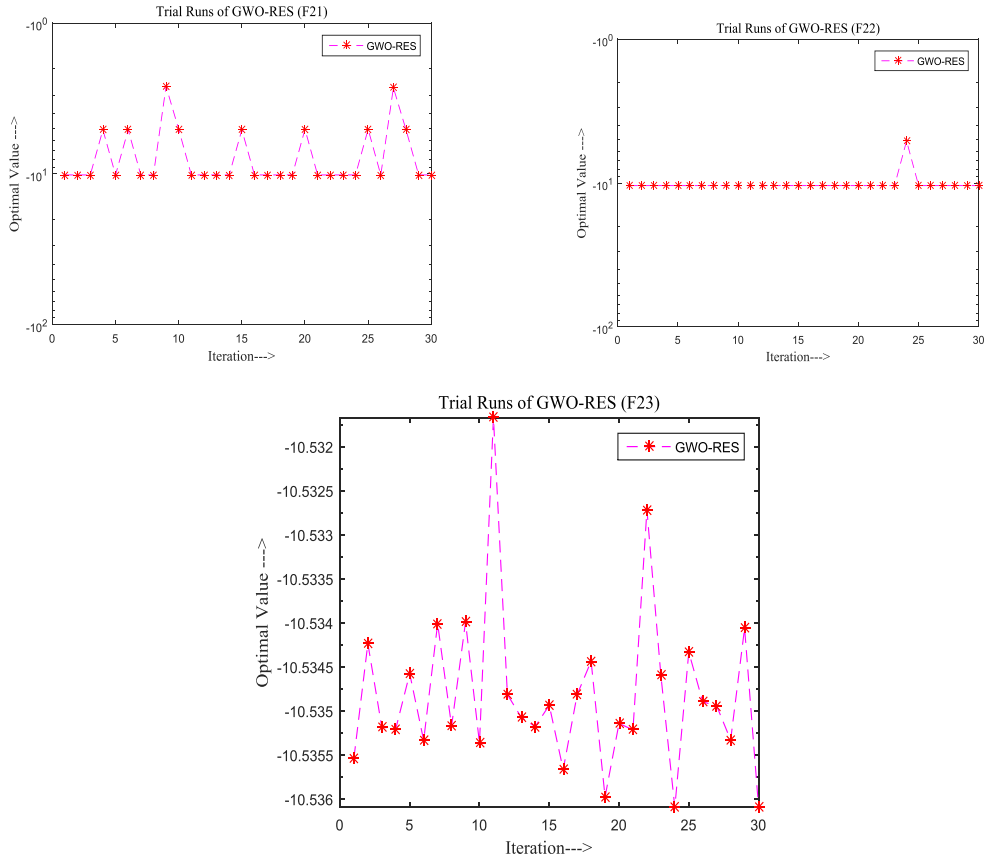 Trial Runs of GWO-RES (F21)
-10^0
-10^1
-10^2
GWO-RES
Optimal Value --->
0 5 10 15 20 25 30
Iteration--->
Trial Runs of GWO-RES (F22)
-10^0
-10^1
-10^2
GWO-RES
Optimal Value --->
0 5 10 15 20 25 30
Iteration--->
Trial Runs of GWO-RES (F23)
-10.532
-10.5325
-10.533
-10.5335
-10.534
-10.5345
-10.535
-10.5355
-10.536
GWO-RES
Optimal Value --->
0 5 10 15 20 25 30
Iteration--->